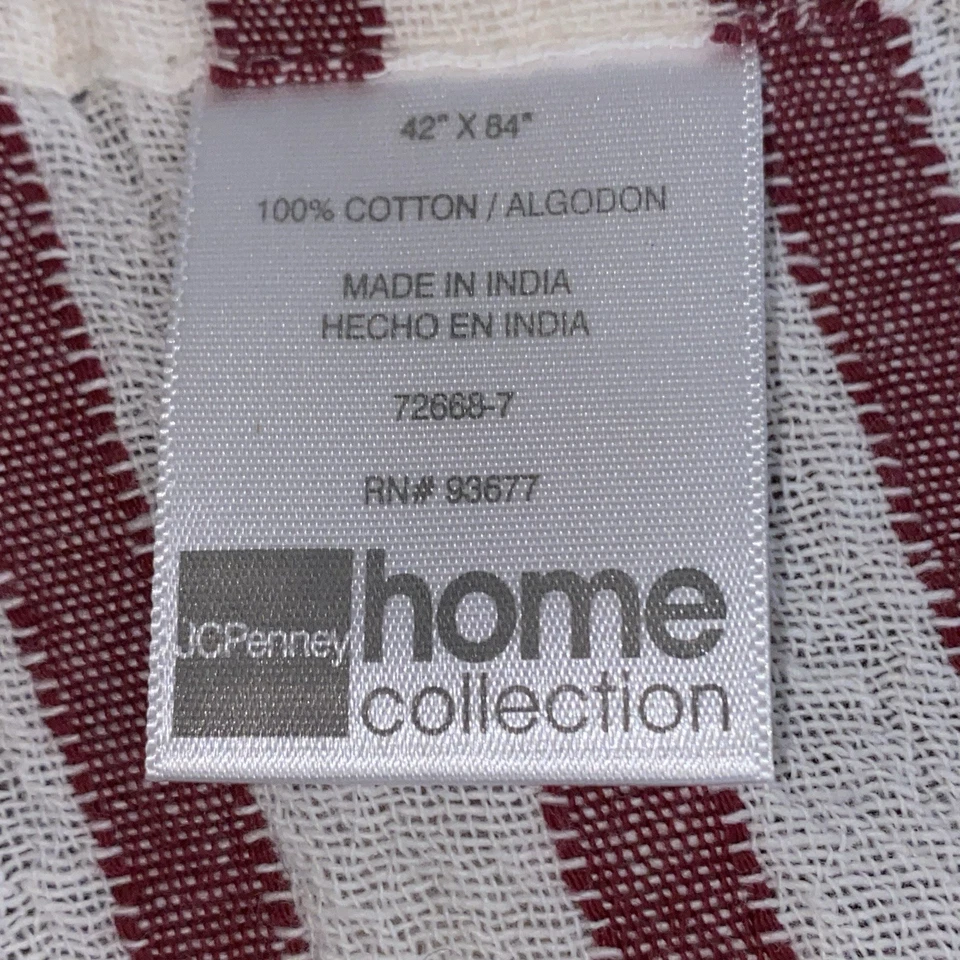 42" X 84"
100% COTTON / ALGODON
MADE IN INDIA
HECHO EN INDIA
72668-7
RN# 93677
JCPenney
home
collection